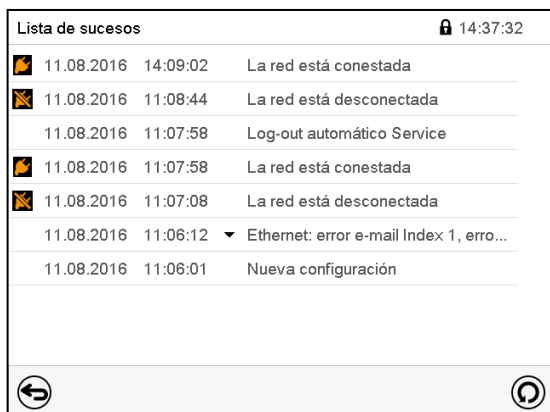 Lista de sucesos 14:37:32
11.08.2016 14:09:02 La red está conestada
11.08.2016 11:08:44 La red está desconectada
11.08.2016 11:07:58 Log-out automático Service
11.08.2016 11:07:58 La red está conestada
11.08.2016 11:07:08 La red está desconectada
11.08.2016 11:06:12 Ethernet: error e-mail Index 1, erro...
11.08.2016 11:06:01 Nueva configuración